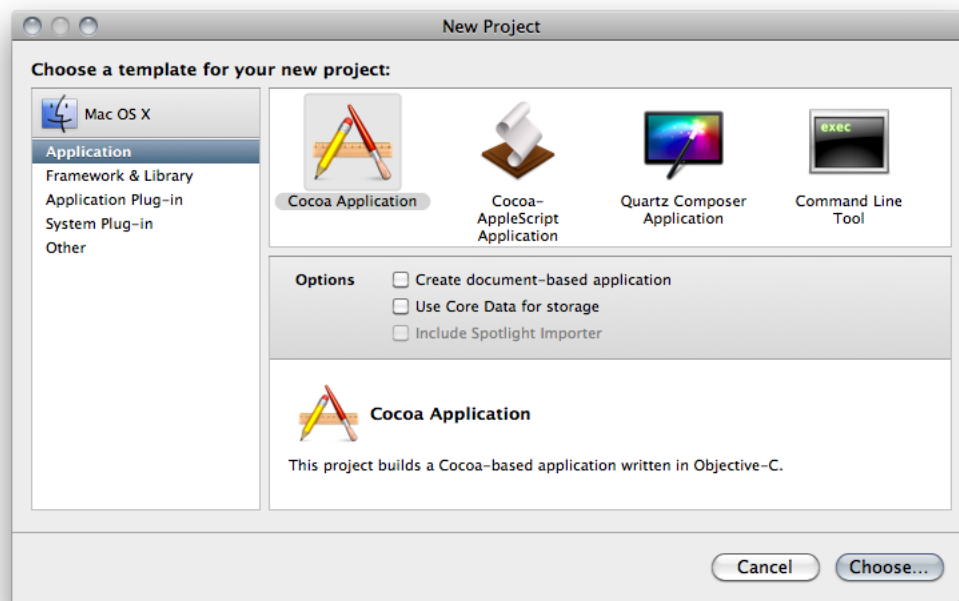 New Project
Choose a template for your new project:
Mac OS X
Application
Framework & Library
Application Plug-in
System Plug-in
Other
exec
Cocoa Application
Cocoa-
AppleScript
Application
Quartz Composer
Application
Command Line
Tool
Options
Create document-based application
Use Core Data for storage
Include Spotlight Importer
Cocoa Application
This project builds a Cocoa-based application written in Objective-C.
Cancel
Choose...